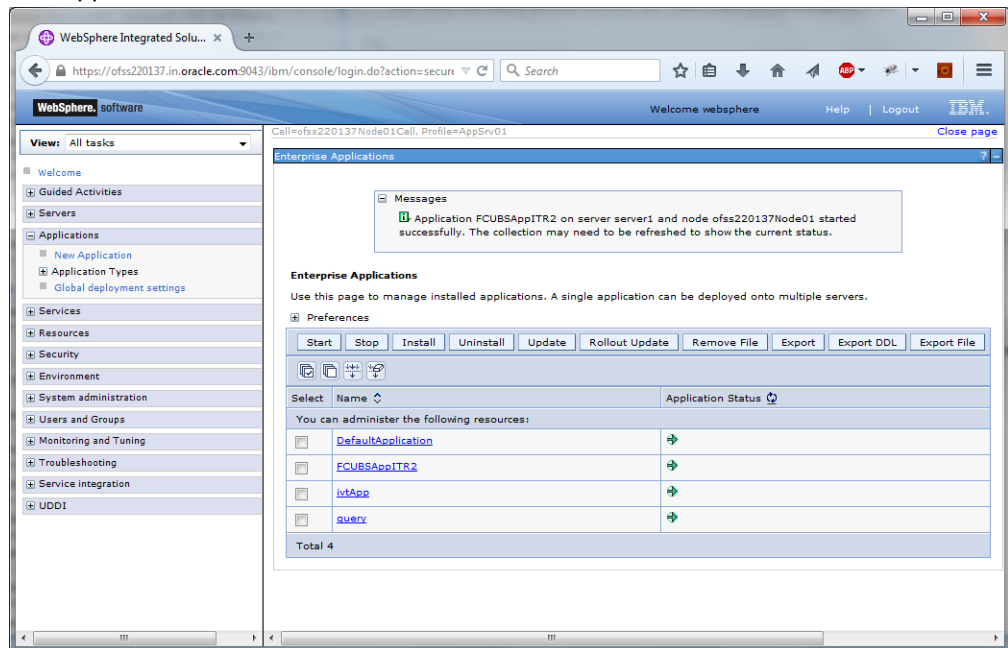 WebSphere Integrated Solu...
https://ofss220137.in.oracle.com:9043/ibm/console/login.do?action=secure
Search
ABP
WebSphere. software
Welcome websphere
Help | Logout
IBM.
View: All tasks
Welcome
Guided Activities
Servers
Applications
New Application
Application Types
Global deployment settings
Services
Resources
Security
Environment
System administration
Users and Groups
Monitoring and Tuning
Troubleshooting
Service integration
UDDI
Cell=ofss220137Node01Cell, Profile=AppSrv01
Close page
Enterprise Applications
? -
Messages
Application FCUBSAppITR2 on server server1 and node ofss220137Node01 started
successfully. The collection may need to be refreshed to show the current status.
Enterprise Applications
Use this page to manage installed applications. A single application can be deployed onto multiple servers.
Preferences
Start Stop Install Uninstall Update Rollout Update Remove File Export Export DDL Export File
Select Name Application Status
You can administer the following resources:
DefaultApplication
FCUBSAppITR2
ivtApp
query
Total 4